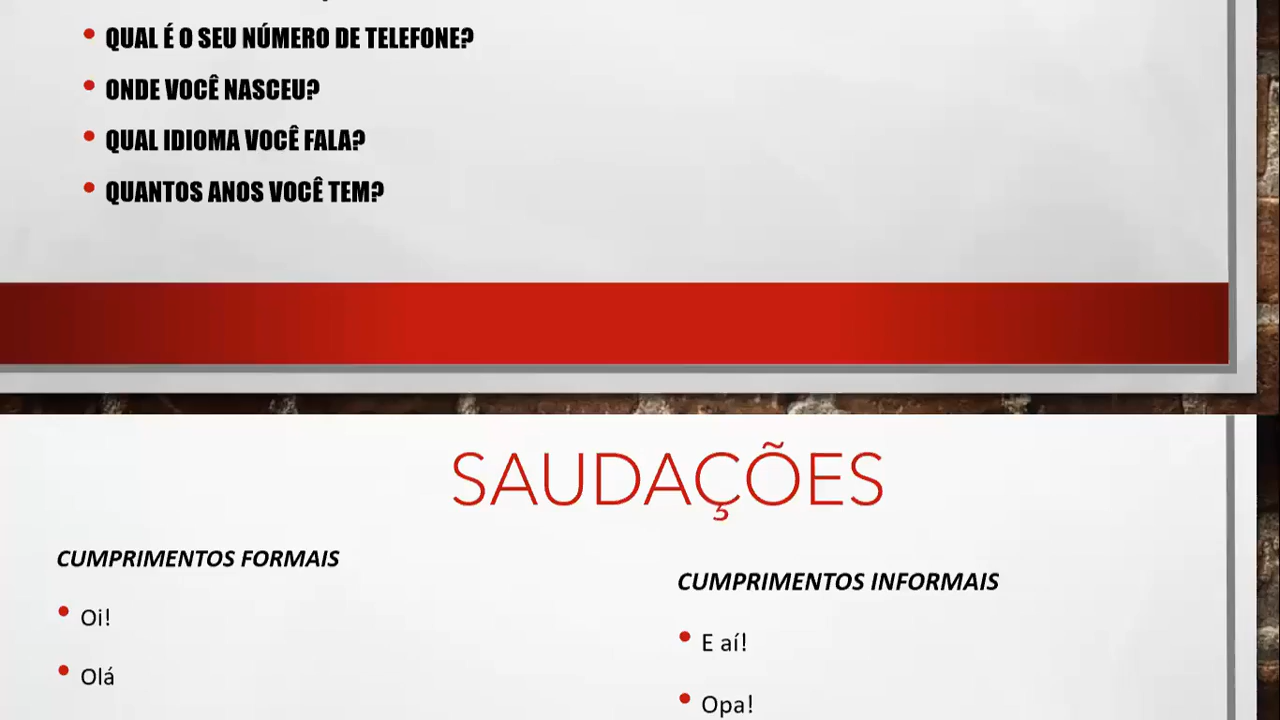 QUAL É O SEU NÚMERO DE TELEFONE?
ONDE VOCÊ NASCEU?
QUAL IDIOMA VOCÊ FALA?
QUANTOS ANOS VOCÊ TEM?
SAUDAÇÕES
CUMPRIMENTOS FORMAIS
Oi!
Olá
CUMPRIMENTOS INFORMAIS
E aí!
Opa!